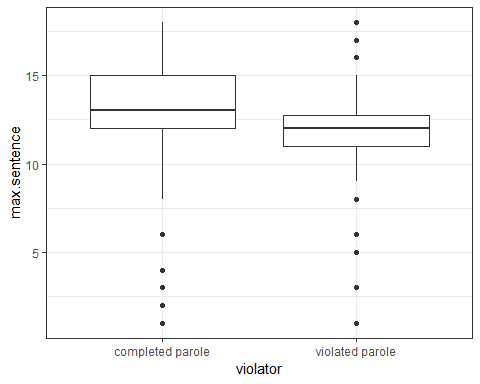 max.sentence
15
10
5
completed parole
violated parole
violator